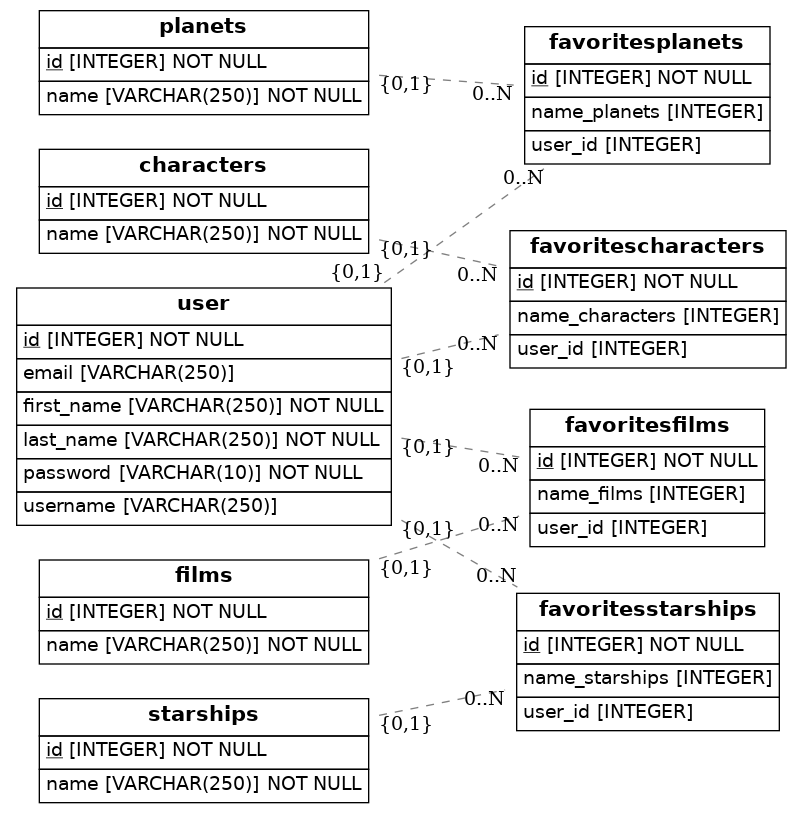 planets
id [INTEGER] NOT NULL
name [VARCHAR(250)] NOT NULL
{0,1}
0..N
favoritesplanets
id [INTEGER] NOT NULL
name_planets [INTEGER]
user_id [INTEGER]
0..N
{0,1}
characters
id [INTEGER] NOT NULL
name [VARCHAR(250)] NOT NULL
{0,1}
0..N
favoritescharacters
id [INTEGER] NOT NULL
name_characters [INTEGER]
user_id [INTEGER]
0..N
{0,1}
user
id [INTEGER] NOT NULL
email [VARCHAR(250)]
first_name [VARCHAR(250)] NOT NULL
last_name [VARCHAR(250)] NOT NULL
password [VARCHAR(10)] NOT NULL
username [VARCHAR(250)]
{0,1}
0..N
favoritesfilms
id [INTEGER] NOT NULL
name_films [INTEGER]
user_id [INTEGER]
{0,1}
0..N
0..N
films
id [INTEGER] NOT NULL
name [VARCHAR(250)] NOT NULL
{0,1}
favoritesstarships
id [INTEGER] NOT NULL
name_starships [INTEGER]
user_id [INTEGER]
starships
id [INTEGER] NOT NULL
name [VARCHAR(250)] NOT NULL
{0,1}
0..N